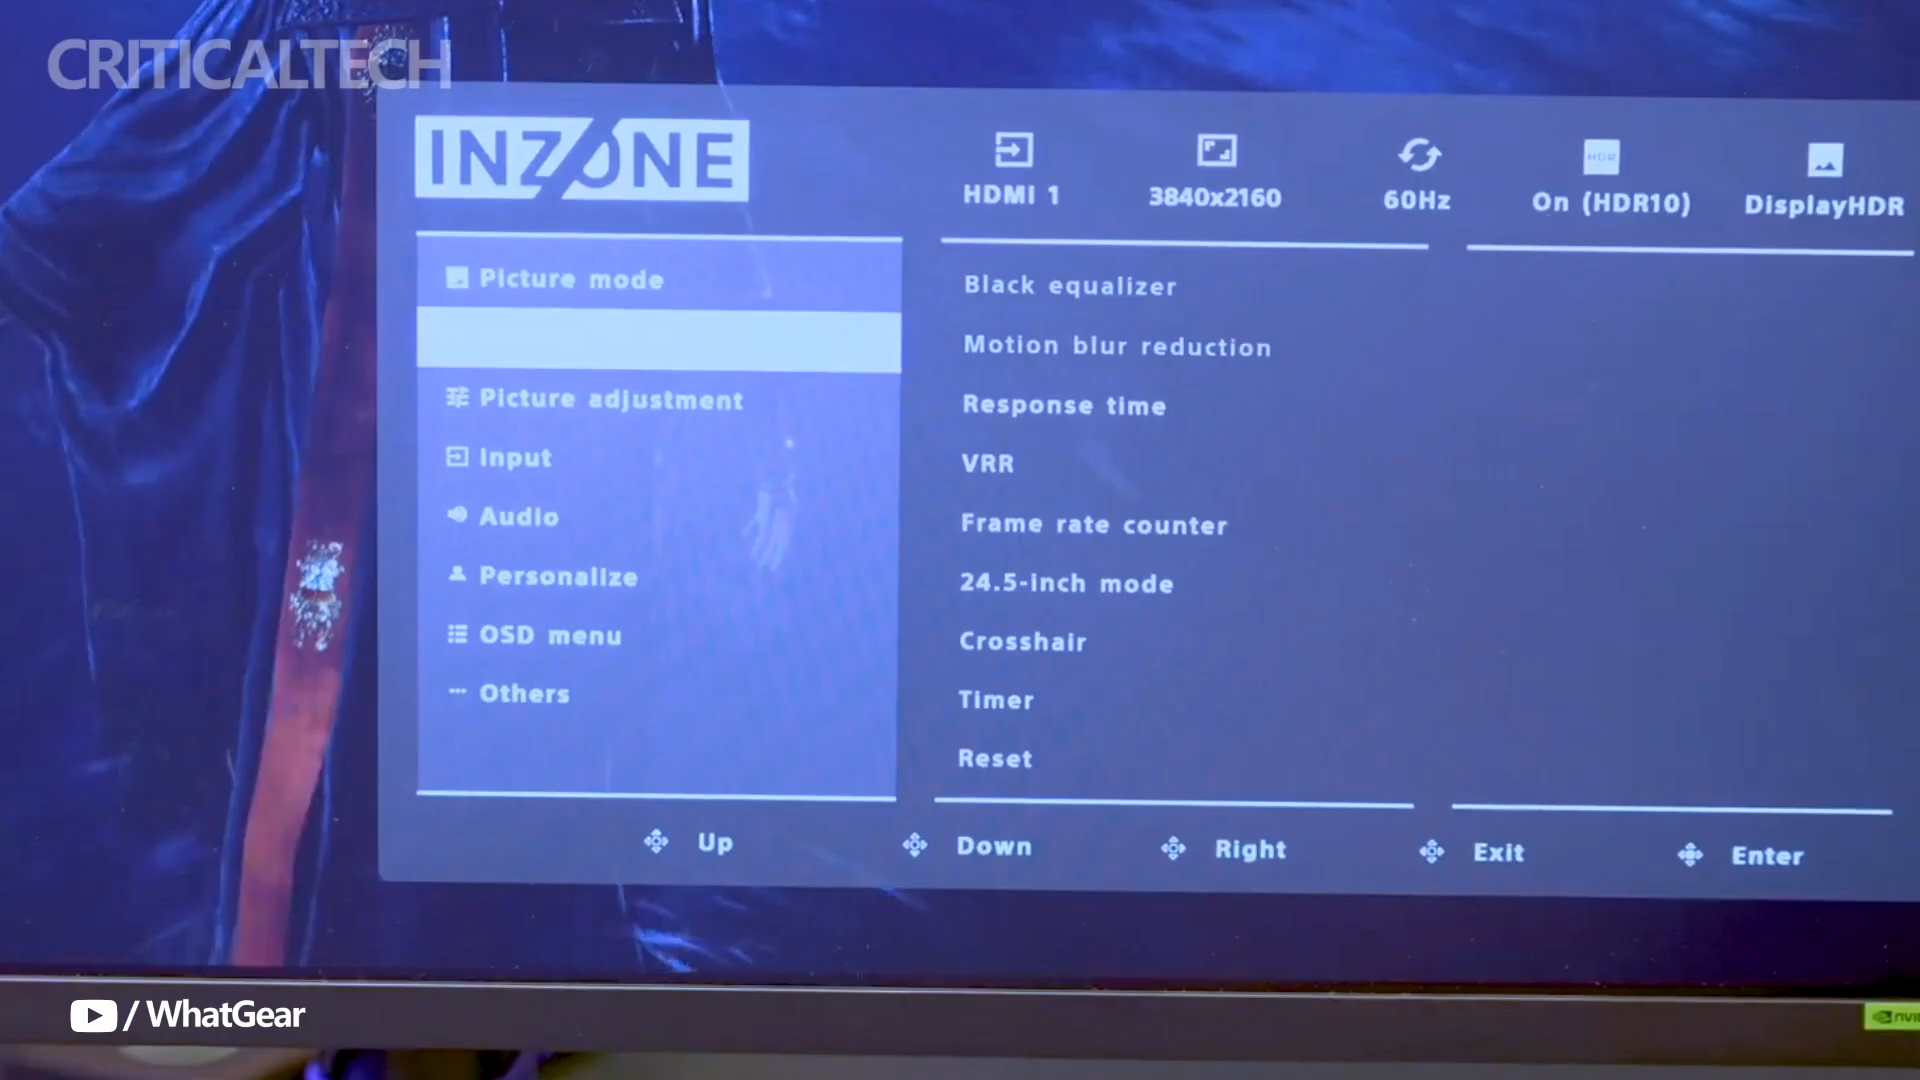 CRITICALTECH
INZONE
HDMI 1
3840x2160
60Hz
HDR
On (HDR10)
DisplayHDR
Picture mode
Picture adjustment
Input
Audio
Personalize
OSD menu
Others
Black equalizer
Motion blur reduction
Response time
VRR
Frame rate counter
24.5-inch mode
Crosshair
Timer
Reset
Up
Down
Right
Exit
Enter
/ WhatGear